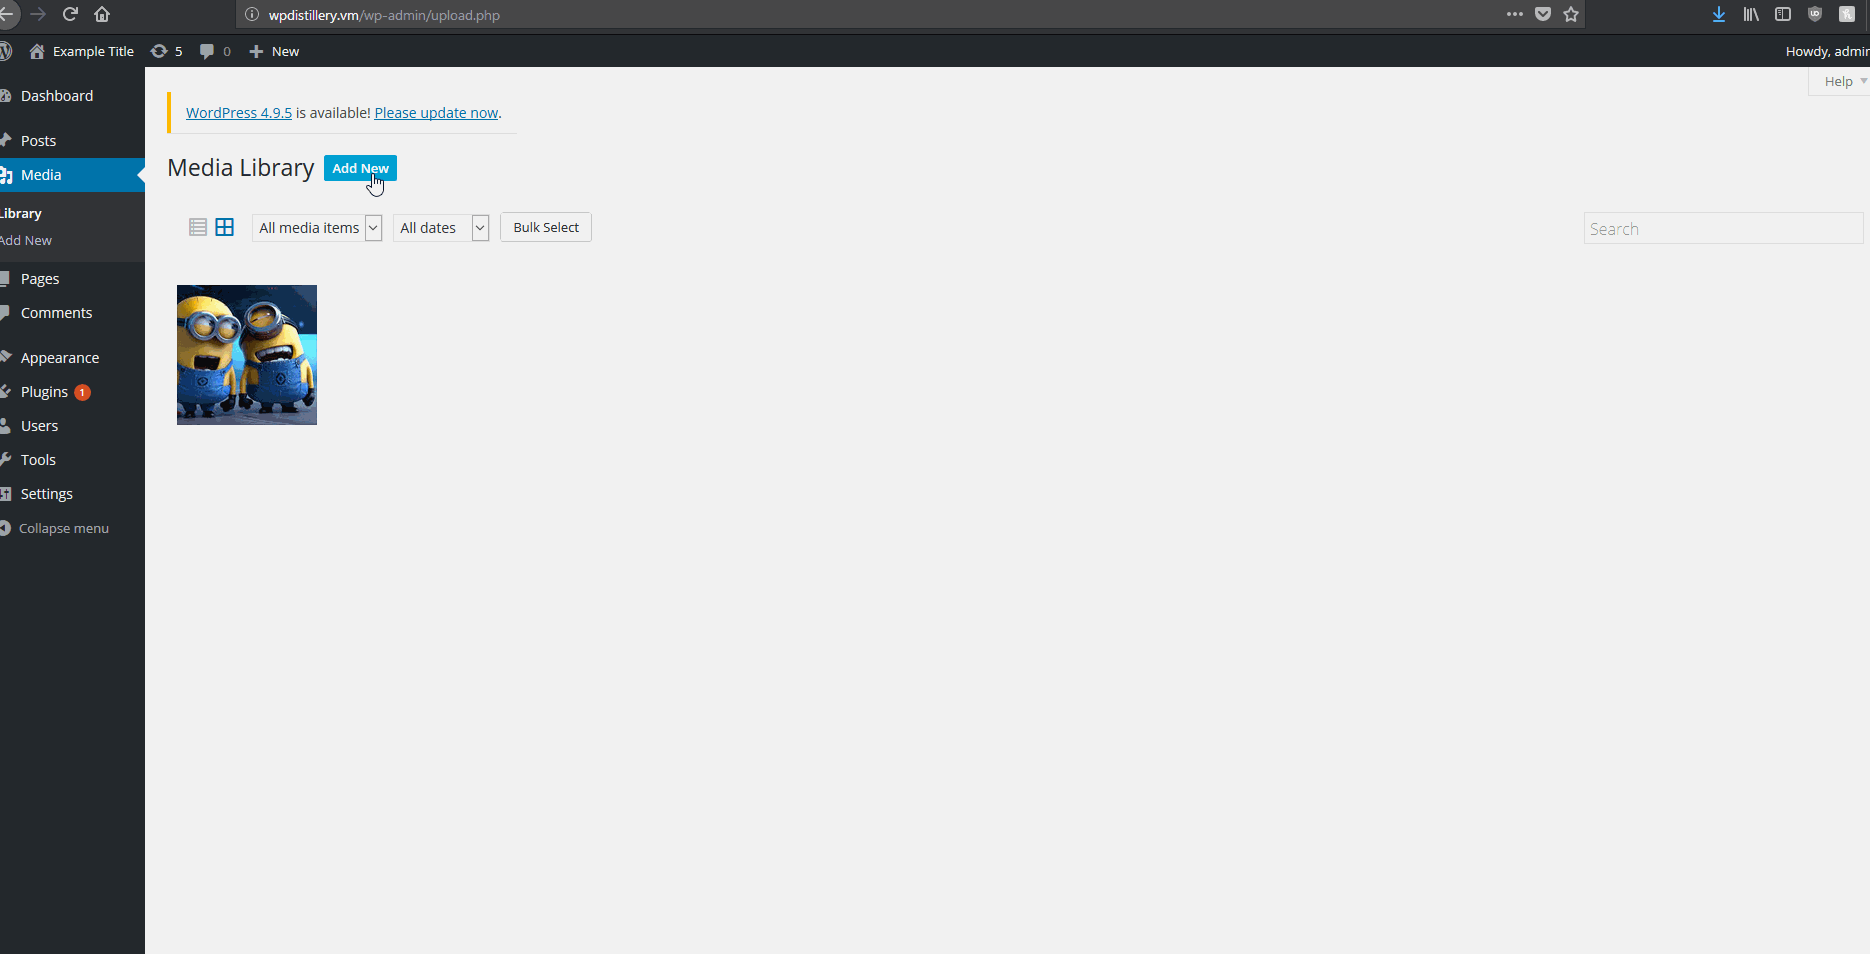 wpdistillery.vm/wp-admin/upload.php
Example Title 5 0 New
Howdy, admin
Help
Dashboard
Posts
Media
Library
Add New
Pages
Comments
Appearance
Plugins 1
Users
Tools
Settings
Collapse menu
WordPress 4.9.5 is available! Please update now.
Media Library Add New
All media items All dates Bulk Select
Search